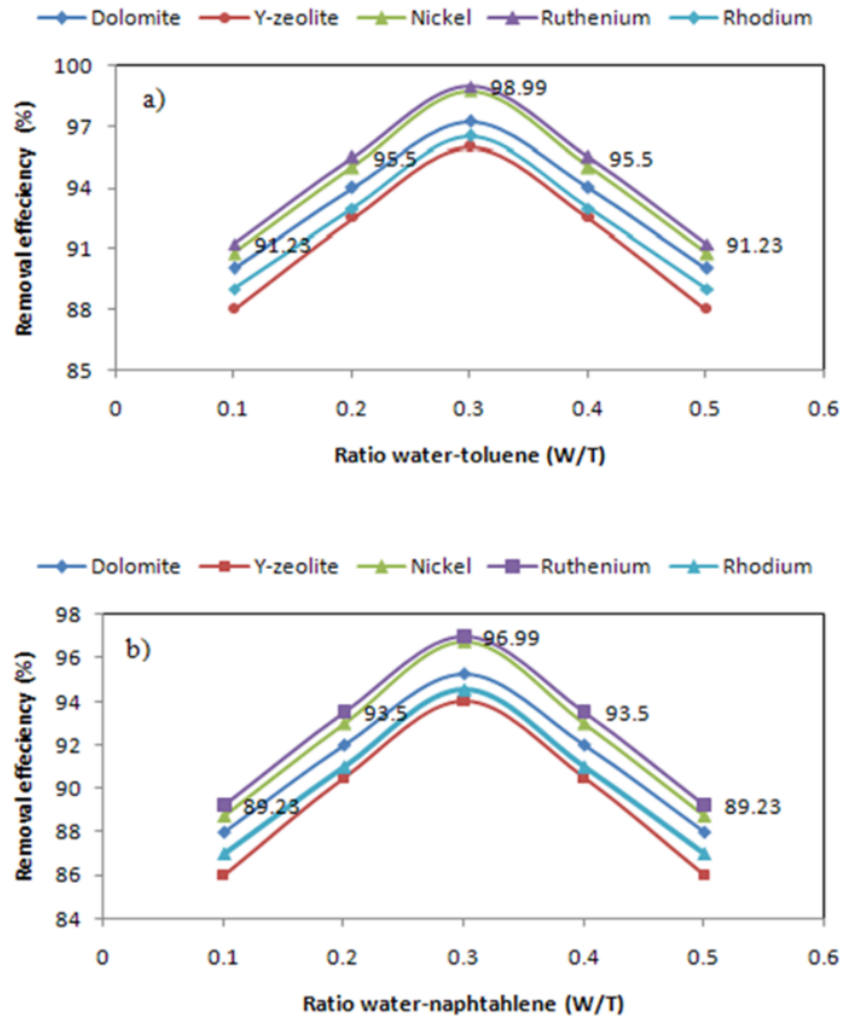 Dolomite Y-zeolite Nickel Ruthenium Rhodium
a)
Removal effeciency (%)
100
97
94
91
88
85
98.99
95.5
95.5
91.23
91.23
0 0.1 0.2 0.3 0.4 0.5 0.6
Ratio water-toluene (W/T)
Dolomite Y-zeolite Nickel Ruthenium Rhodium
b)
Removal effeciency (%)
98
96
94
92
90
88
86
84
96.99
93.5
93.5
89.23
89.23
0 0.1 0.2 0.3 0.4 0.5 0.6
Ratio water-naphtahlene (W/T)